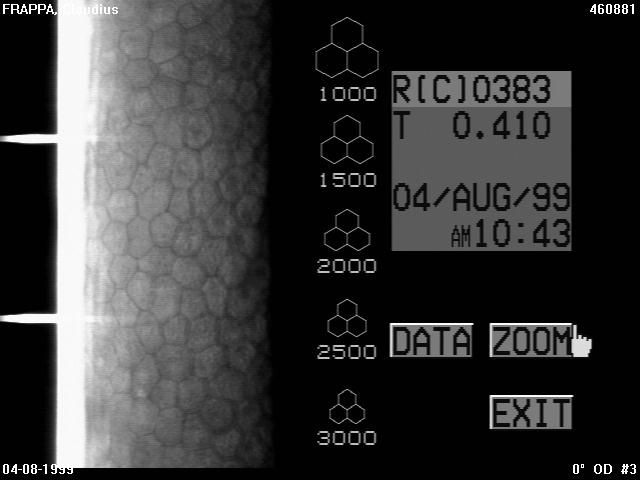 FRAPPA, Claudius
460881
1000
1500
2000
2500
3000
R[C]0383
T 0.410
04/AUG/99
AM10:43
DATA
ZOOM
EXIT
04-08-1999
0° OD #3